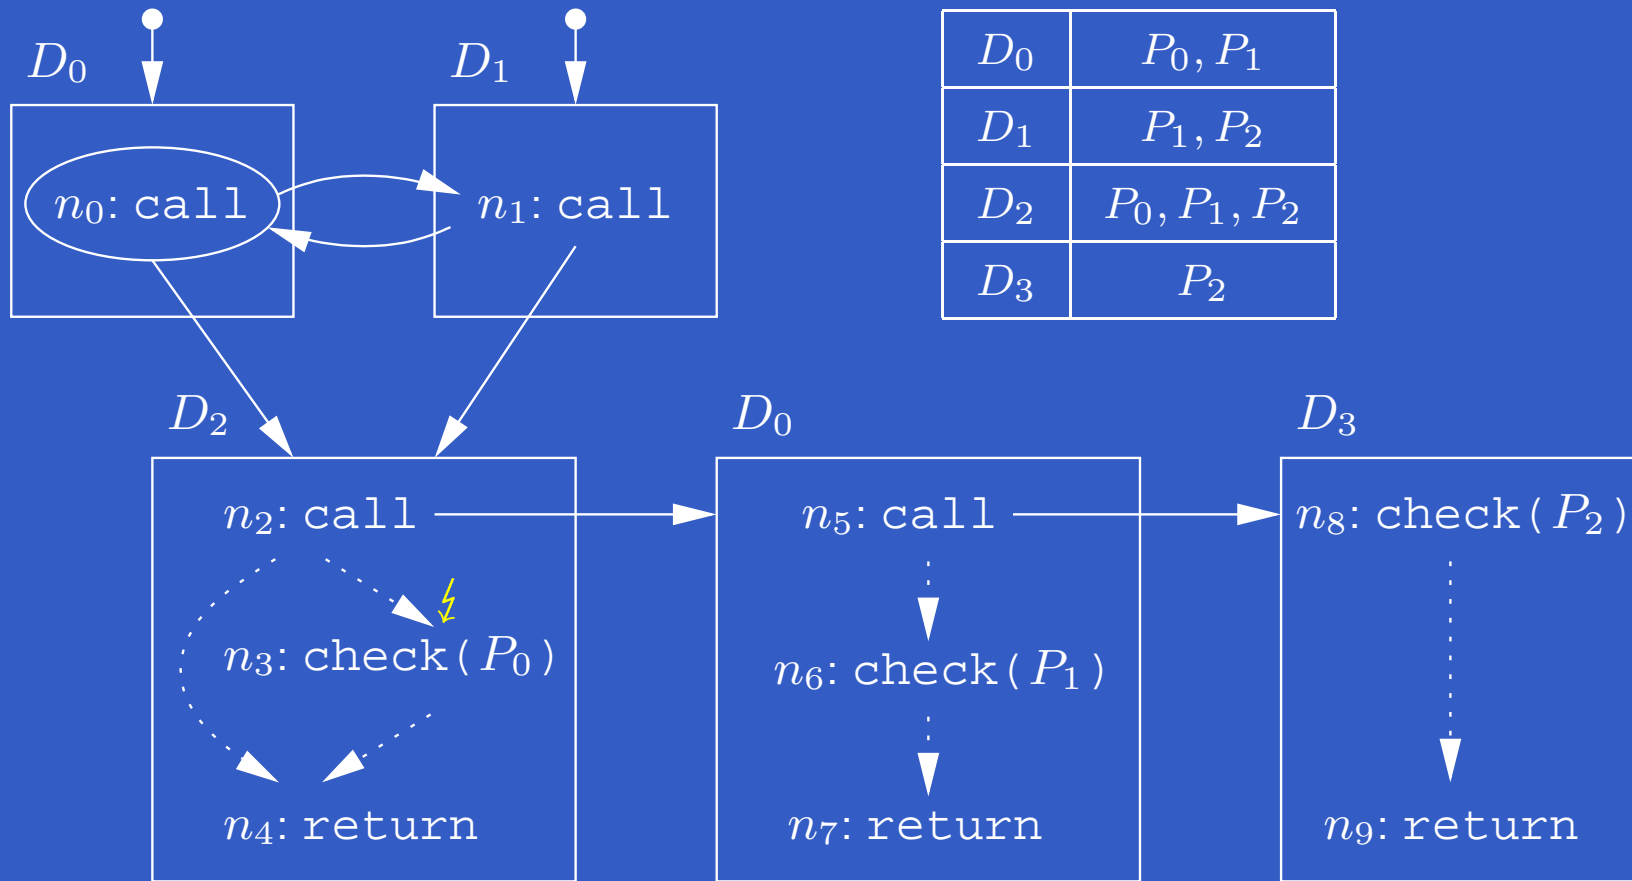 D₀
D₁
n₀: call
n₁: call
D₀ P₀, P₁
D₁ P₁, P₂
D₂ P₀, P₁, P₂
D₃ P₂
D₂
D₀
D₃
n₂: call
n₃: check(P₀)
n₄: return
n₅: call
n₆: check(P₁)
n₇: return
n₈: check(P₂)
n₉: return